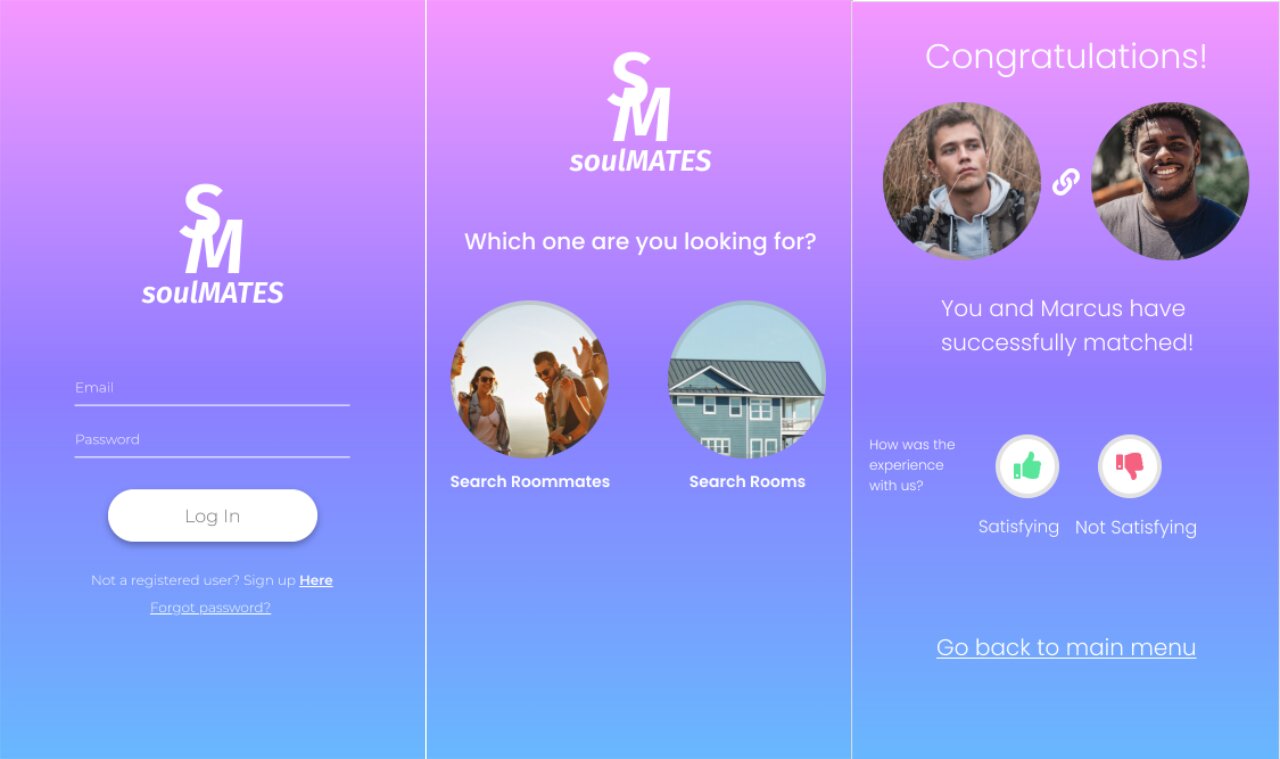 SM
soulMATES
Email
Password
Log In
Not a registered user? Sign up Here
Forgot password?
SM
soulMATES
Which one are you looking for?
Search Roommates
Search Rooms
Congratulations!
You and Marcus have
successfully matched!
How was the
experience
with us?
Satisfying
Not Satisfying
Go back to main menu